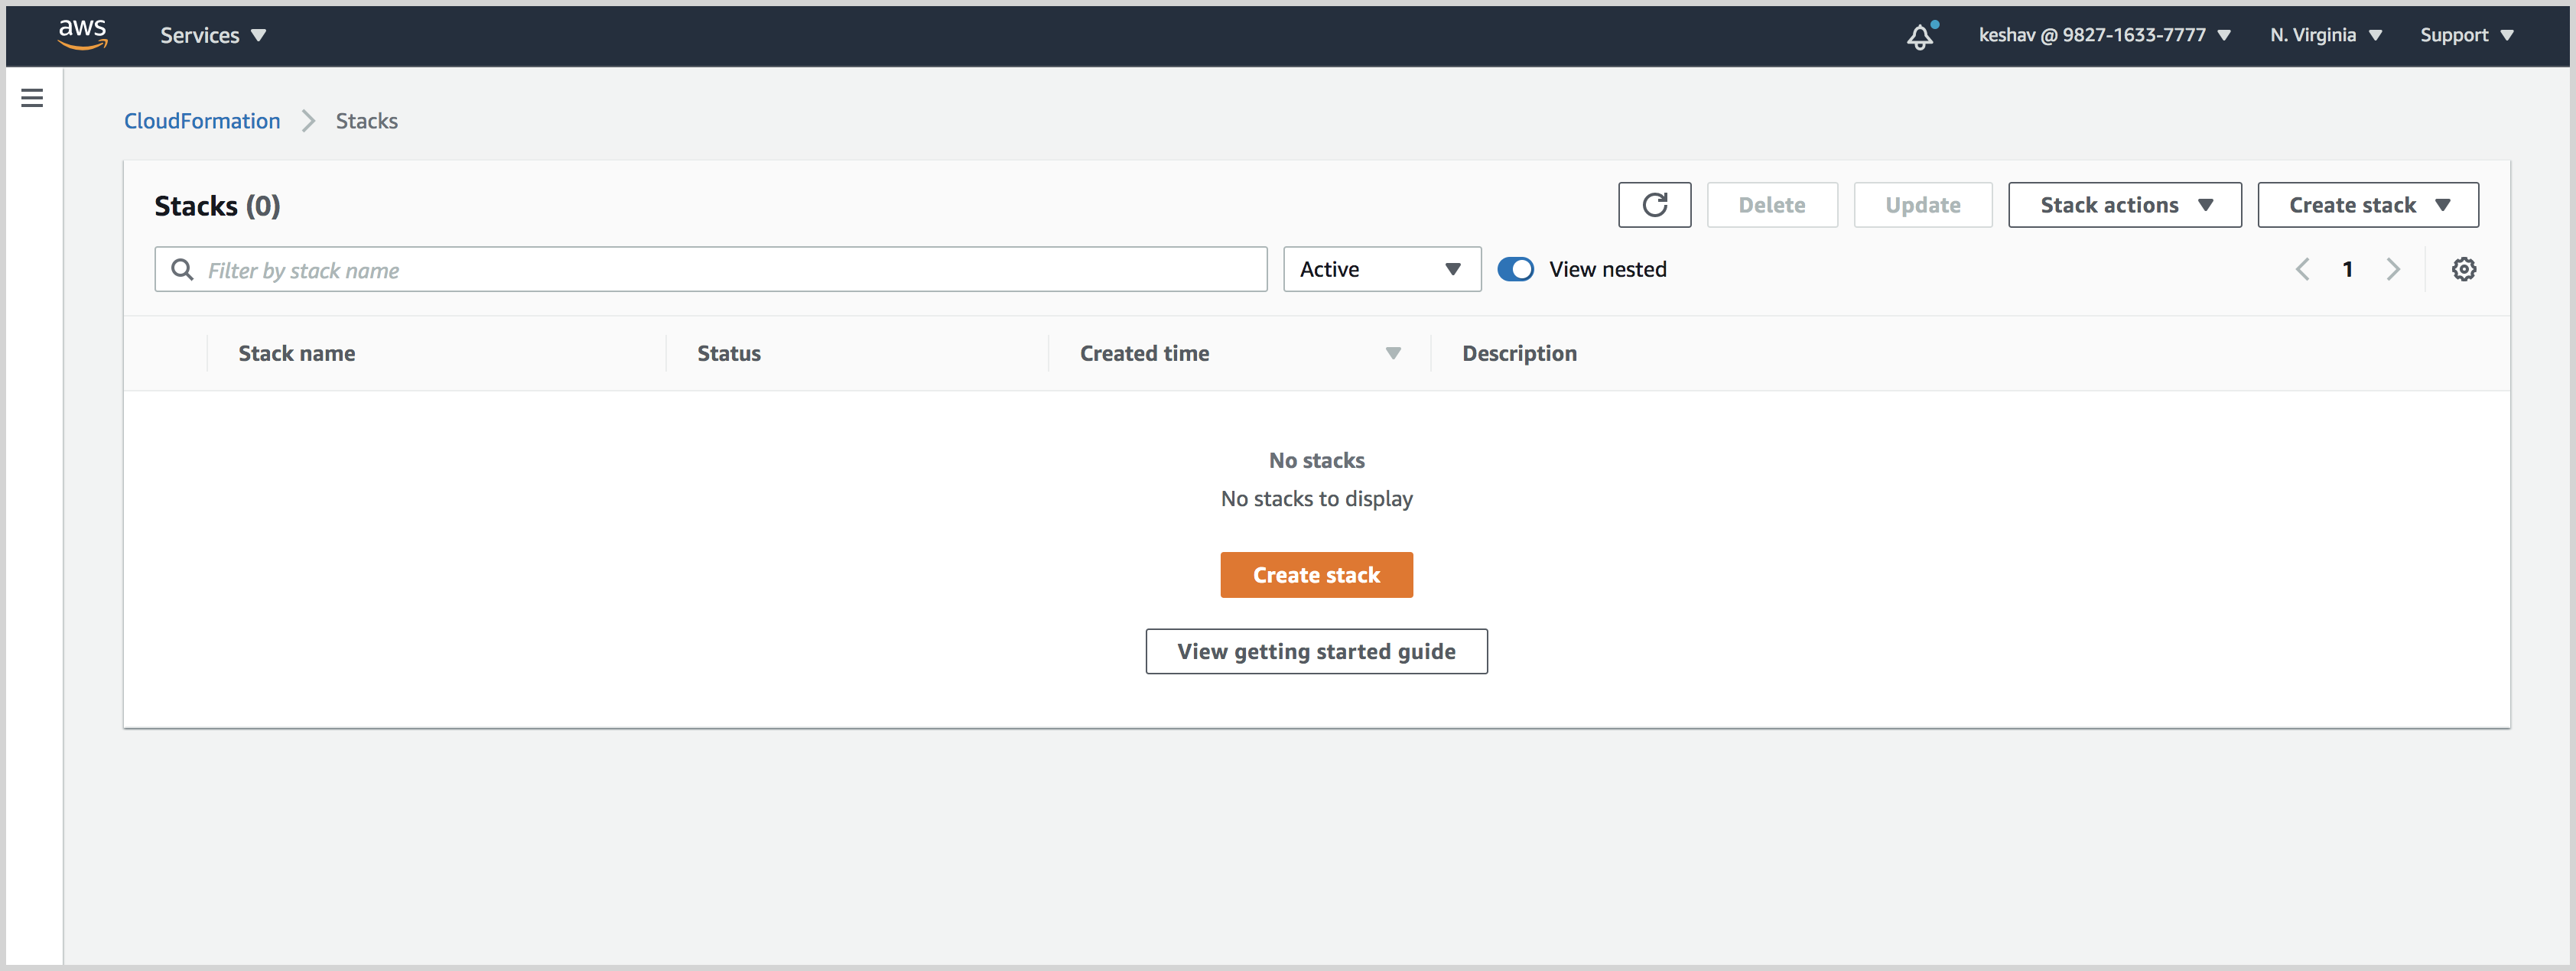 aws Services keshav @ 9827-1633-7777 N. Virginia Support
CloudFormation Stacks
Stacks (0) Delete Update Stack actions Create stack
Filter by stack name Active View nested 1
Stack name Status Created time Description
No stacks
No stacks to display
Create stack
View getting started guide